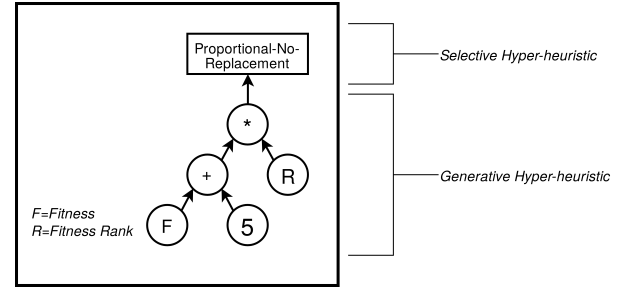 Proportional-No-
Replacement
Selective Hyper-heuristic
*
+
R
Generative Hyper-heuristic
F=Fitness
R=Fitness Rank
F
5